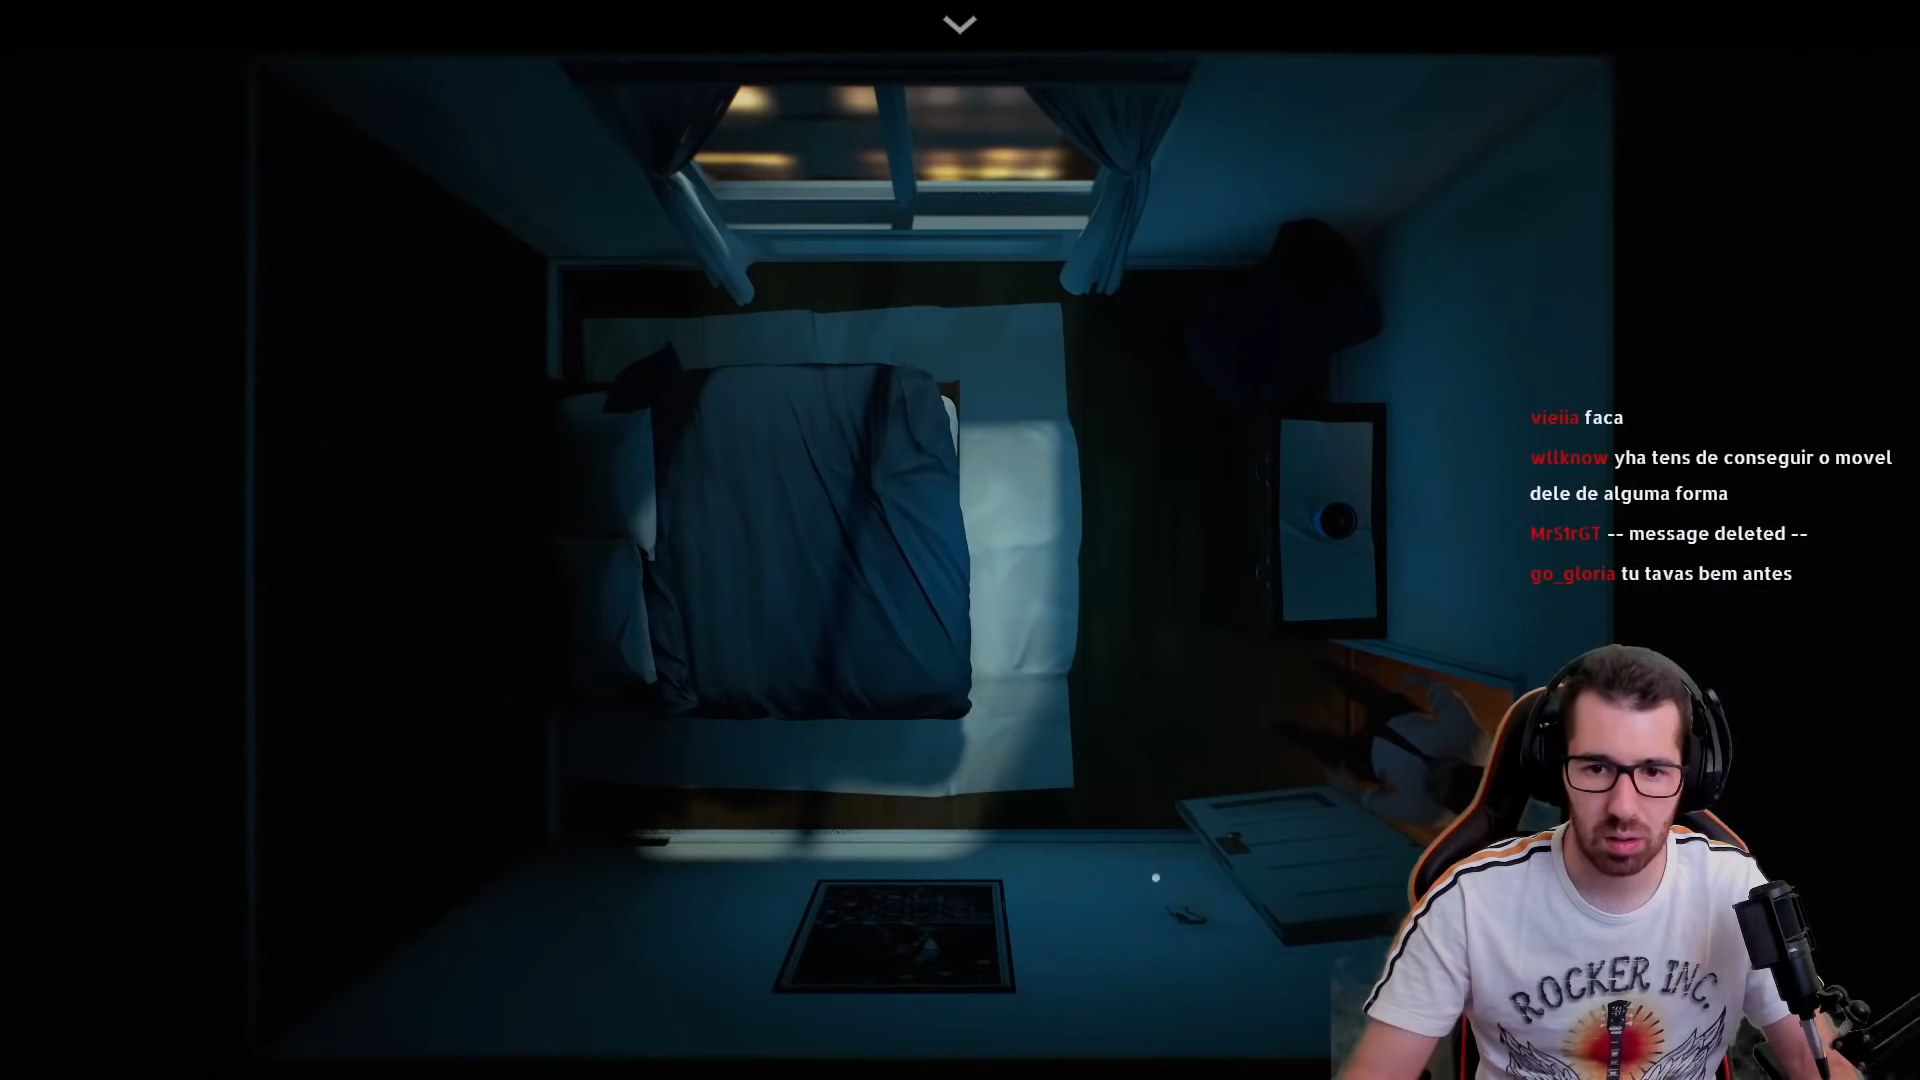 vieiia faca
wllknow yha tens de conseguir o movel
dele de alguma forma
MrS1rGT -- message deleted --
go_gloria tu tavas bem antes
ROCKER INC.